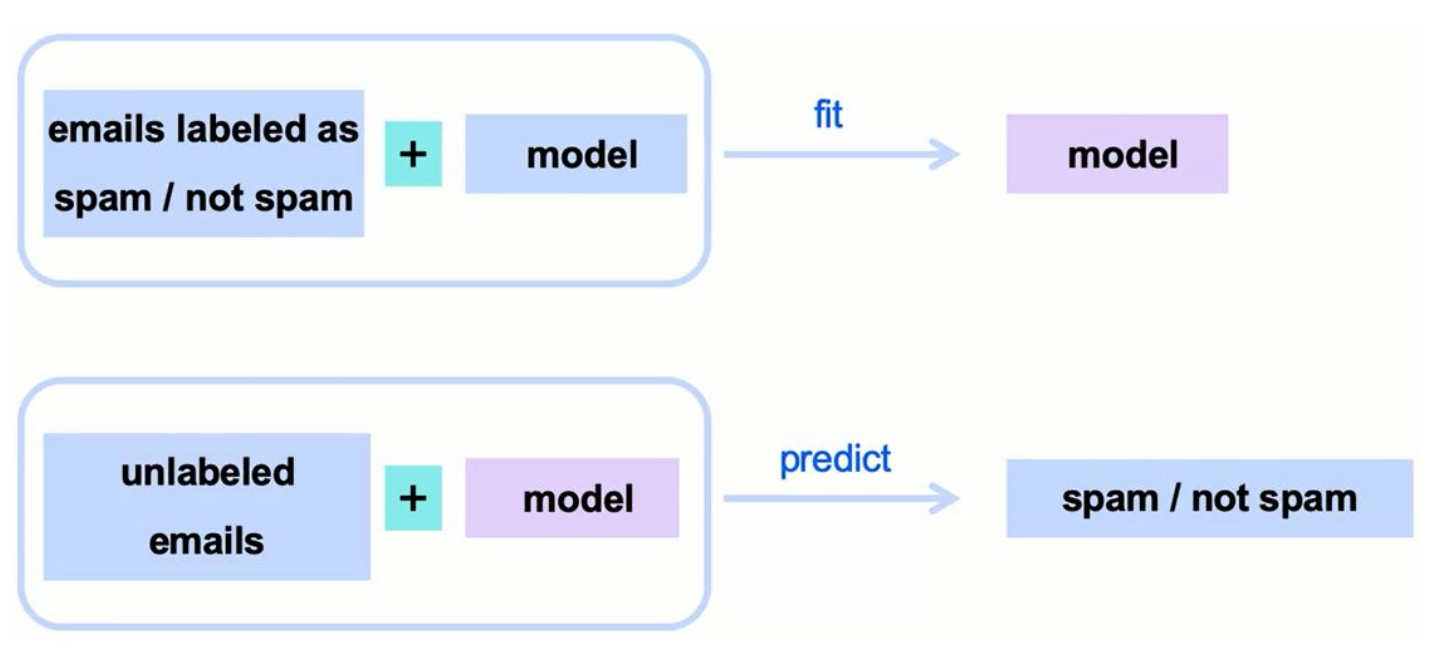 emails labeled as
spam / not spam
+
model
fit
model
unlabeled
emails
+
model
predict
spam / not spam